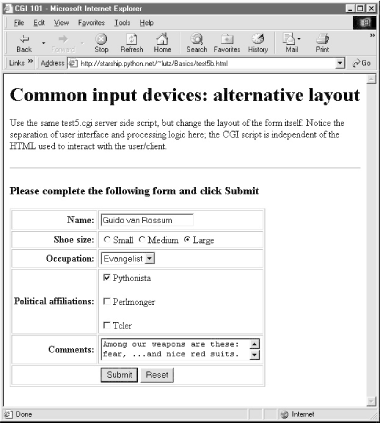 CGI 101 - Microsoft Internet Explorer
File Edit View Favorites Tools Help
Back Forward Stop Refresh Home Search Favorites History Mail Print
Links » Address http://starship.python.net/~lutz/Basics/test5b.html Go
Common input devices: alternative layout
Use the same test5.cgi server side script, but change the layout of the form itself. Notice the
separation of user interface and processing logic here; the CGI script is independent of the
HTML used to interact with the user/client.
Please complete the following form and click Submit
Name: Guido van Rossum
Shoe size: Small Medium Large
Occupation: Evangelist
Pythonista
Political affiliations: Perlmonger
Tcler
Comments: Among our weapons are these:
fear, ...and nice red suits.
Submit Reset
Done Internet